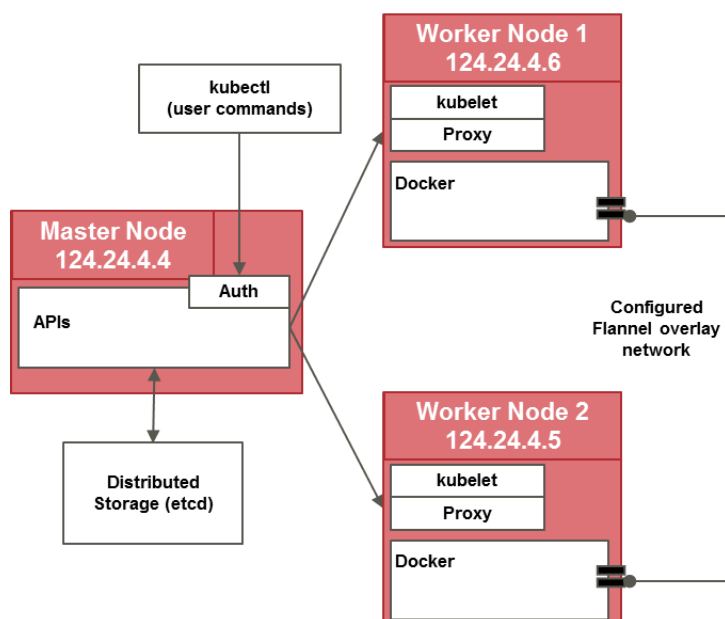 Worker Node 1
124.24.4.6
kubectl
(user commands)
kubelet
Proxy
Docker
Master Node
124.24.4.4
Auth
APIs
Configured
Flannel overlay
network
Worker Node 2
124.24.4.5
kubelet
Proxy
Distributed
Storage (etcd)
Docker